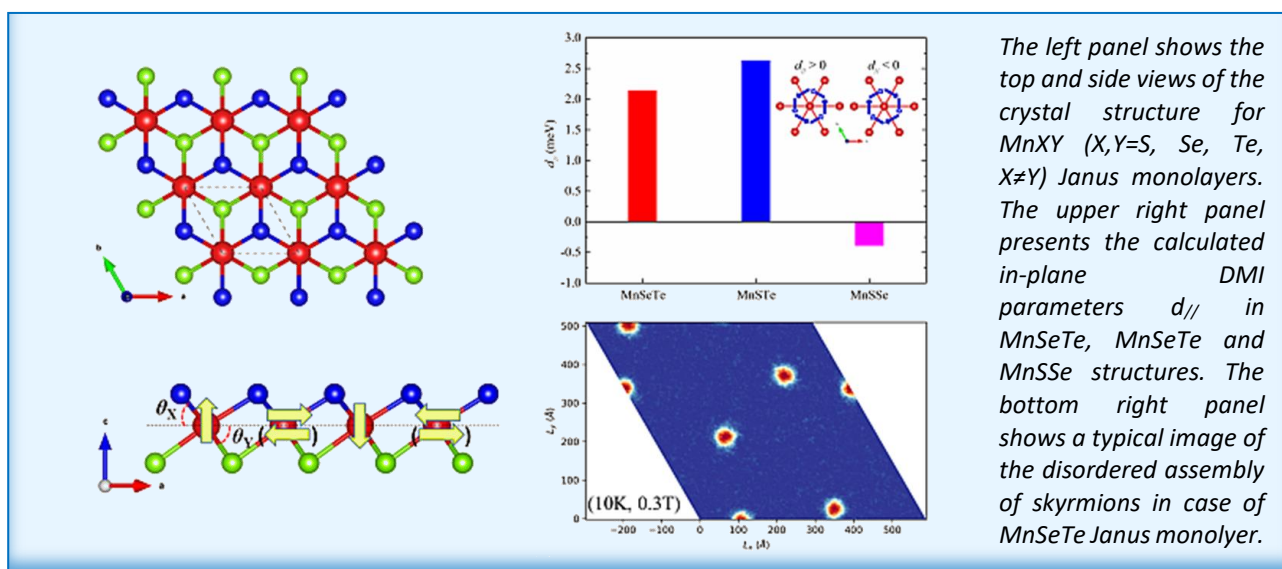 3.0
2.5
2.0
1.5
1.0
0.5
0.0
-0.5
-1.0
d// (meV)
d// > 0
d// < 0
MnSeTe
MnSTe
MnSSe
b
a
θX
θY
(
)
(
)
c
a
500
400
300
200
100
0
Ly (Å)
(10K, 0.3T)
-200
-100
0
100
200
300
400
500
Lx (Å)
The left panel shows the
top and side views of the
crystal structure for
MnXY (X,Y=S, Se, Te,
X≠Y) Janus monolayers.
The upper right panel
presents the calculated
in-plane DMI
parameters d// in
MnSeTe, MnSeTe and
MnSSe structures. The
bottom right panel
shows a typical image of
the disordered assembly
of skyrmions in case of
MnSeTe Janus monolyer.